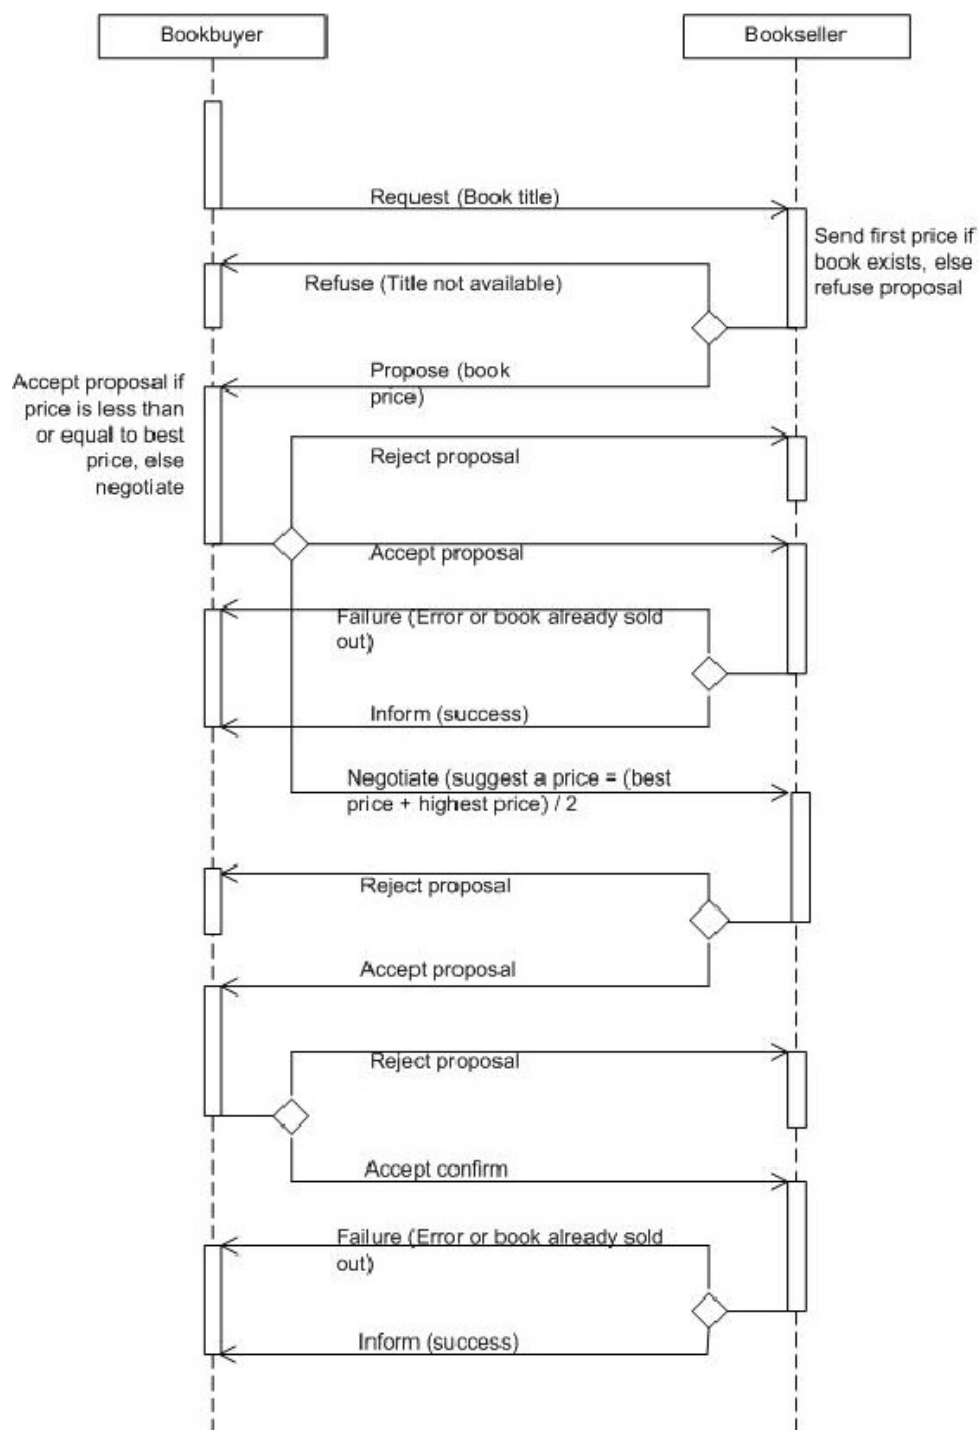 Bookbuyer
Bookseller
Request (Book title)
Send first price if
book exists, else
refuse proposal
Refuse (Title not available)
Propose (book
price)
Accept proposal if
price is less than
or equal to best
price, else
negotiate
Reject proposal
Accept proposal
Failure (Error or book already sold
out)
Inform (success)
Negotiate (suggest a price = (best
price + highest price) / 2
Reject proposal
Accept proposal
Reject proposal
Accept confirm
Failure (Error or book already sold
out)
Inform (success)